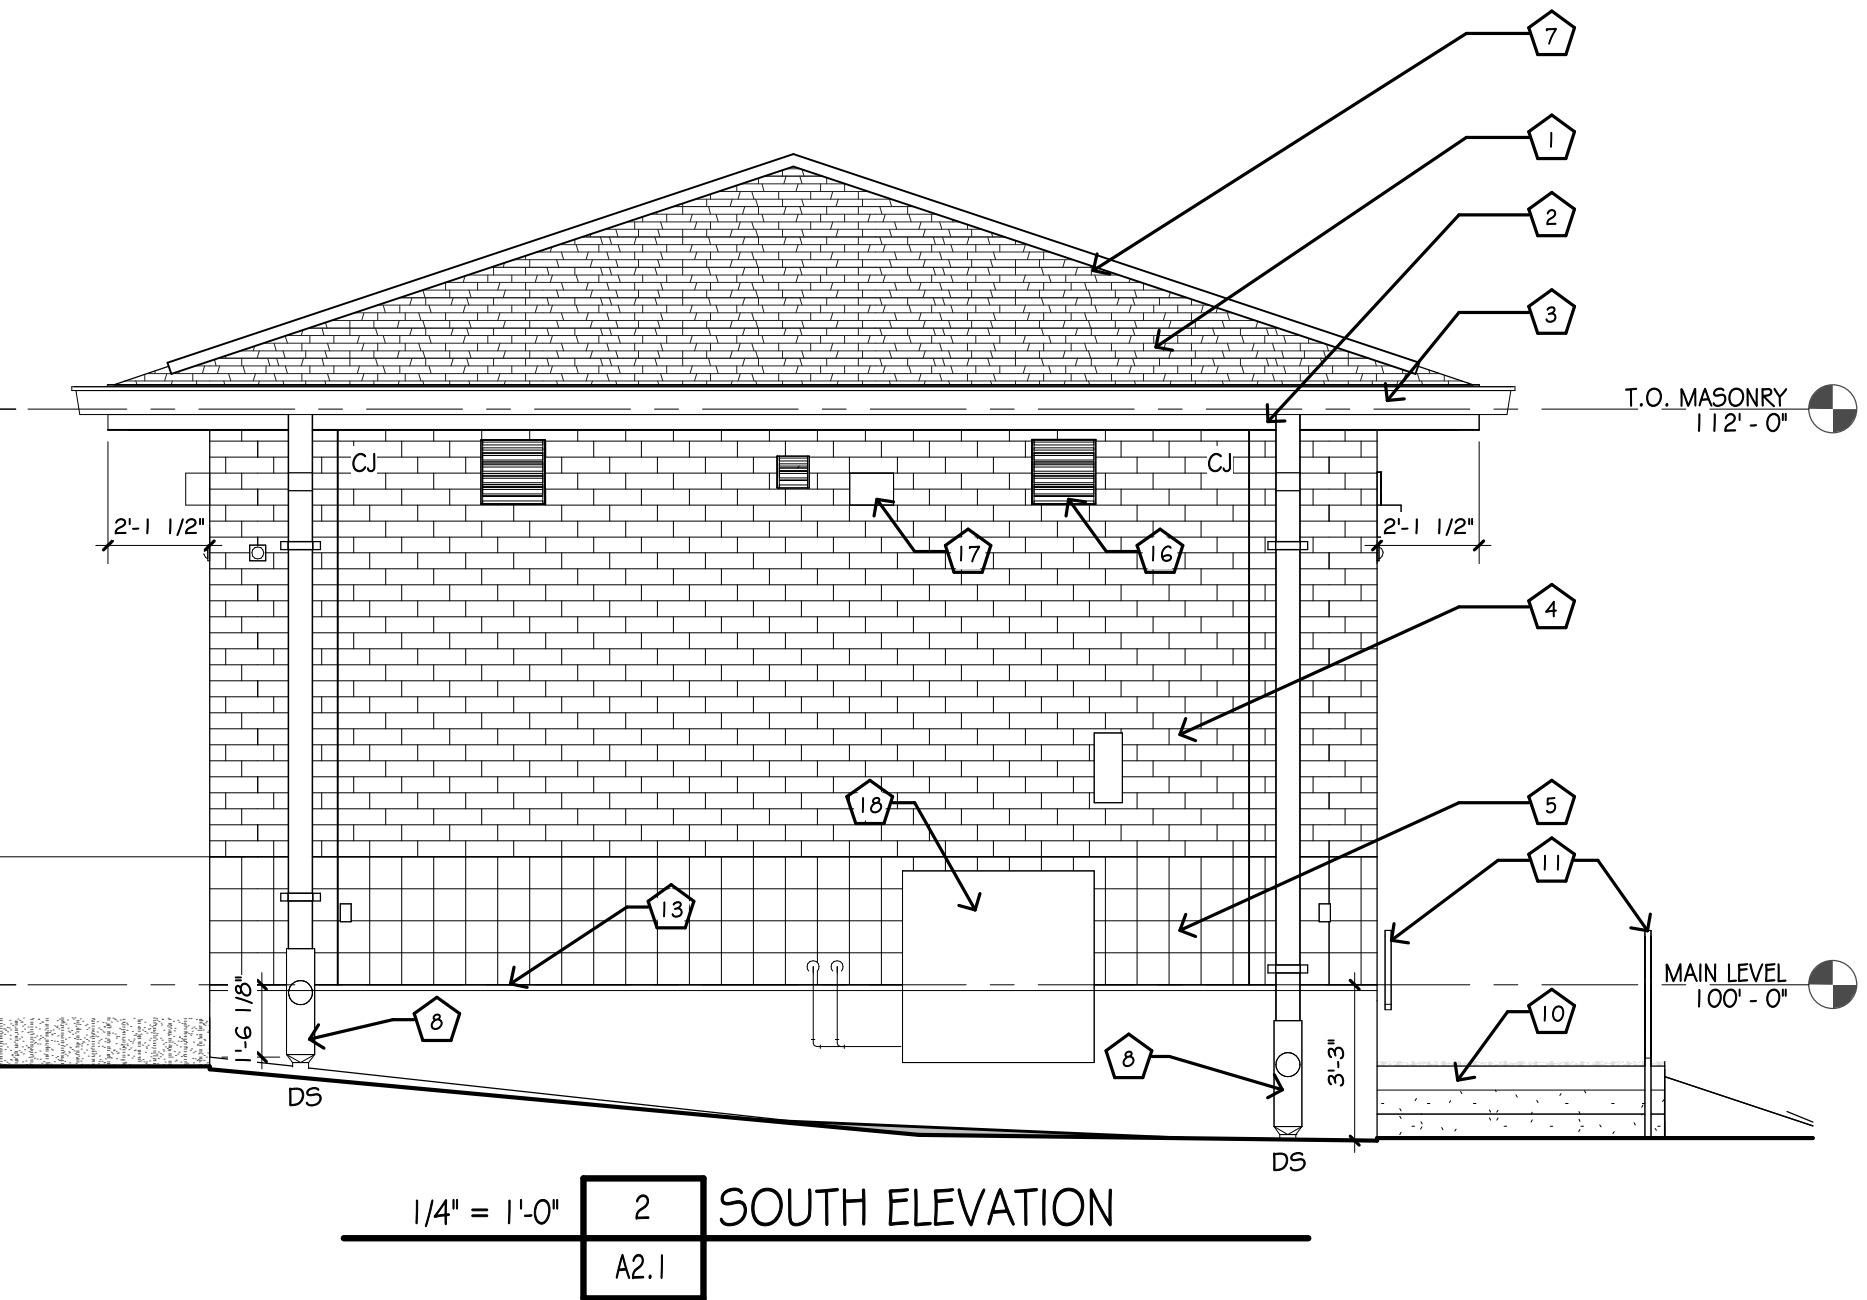 7
1
2
3
T.O. MASONRY
112' - 0"
CJ
CJ
2'-1 1/2"
2'-1 1/2"
17
16
4
18
5
11
13
MAIN LEVEL
100' - 0"
1'-6 1/8"
8
10
8
3'-3"
DS
DS
1/4" = 1'-0"
2
SOUTH ELEVATION
A2.1